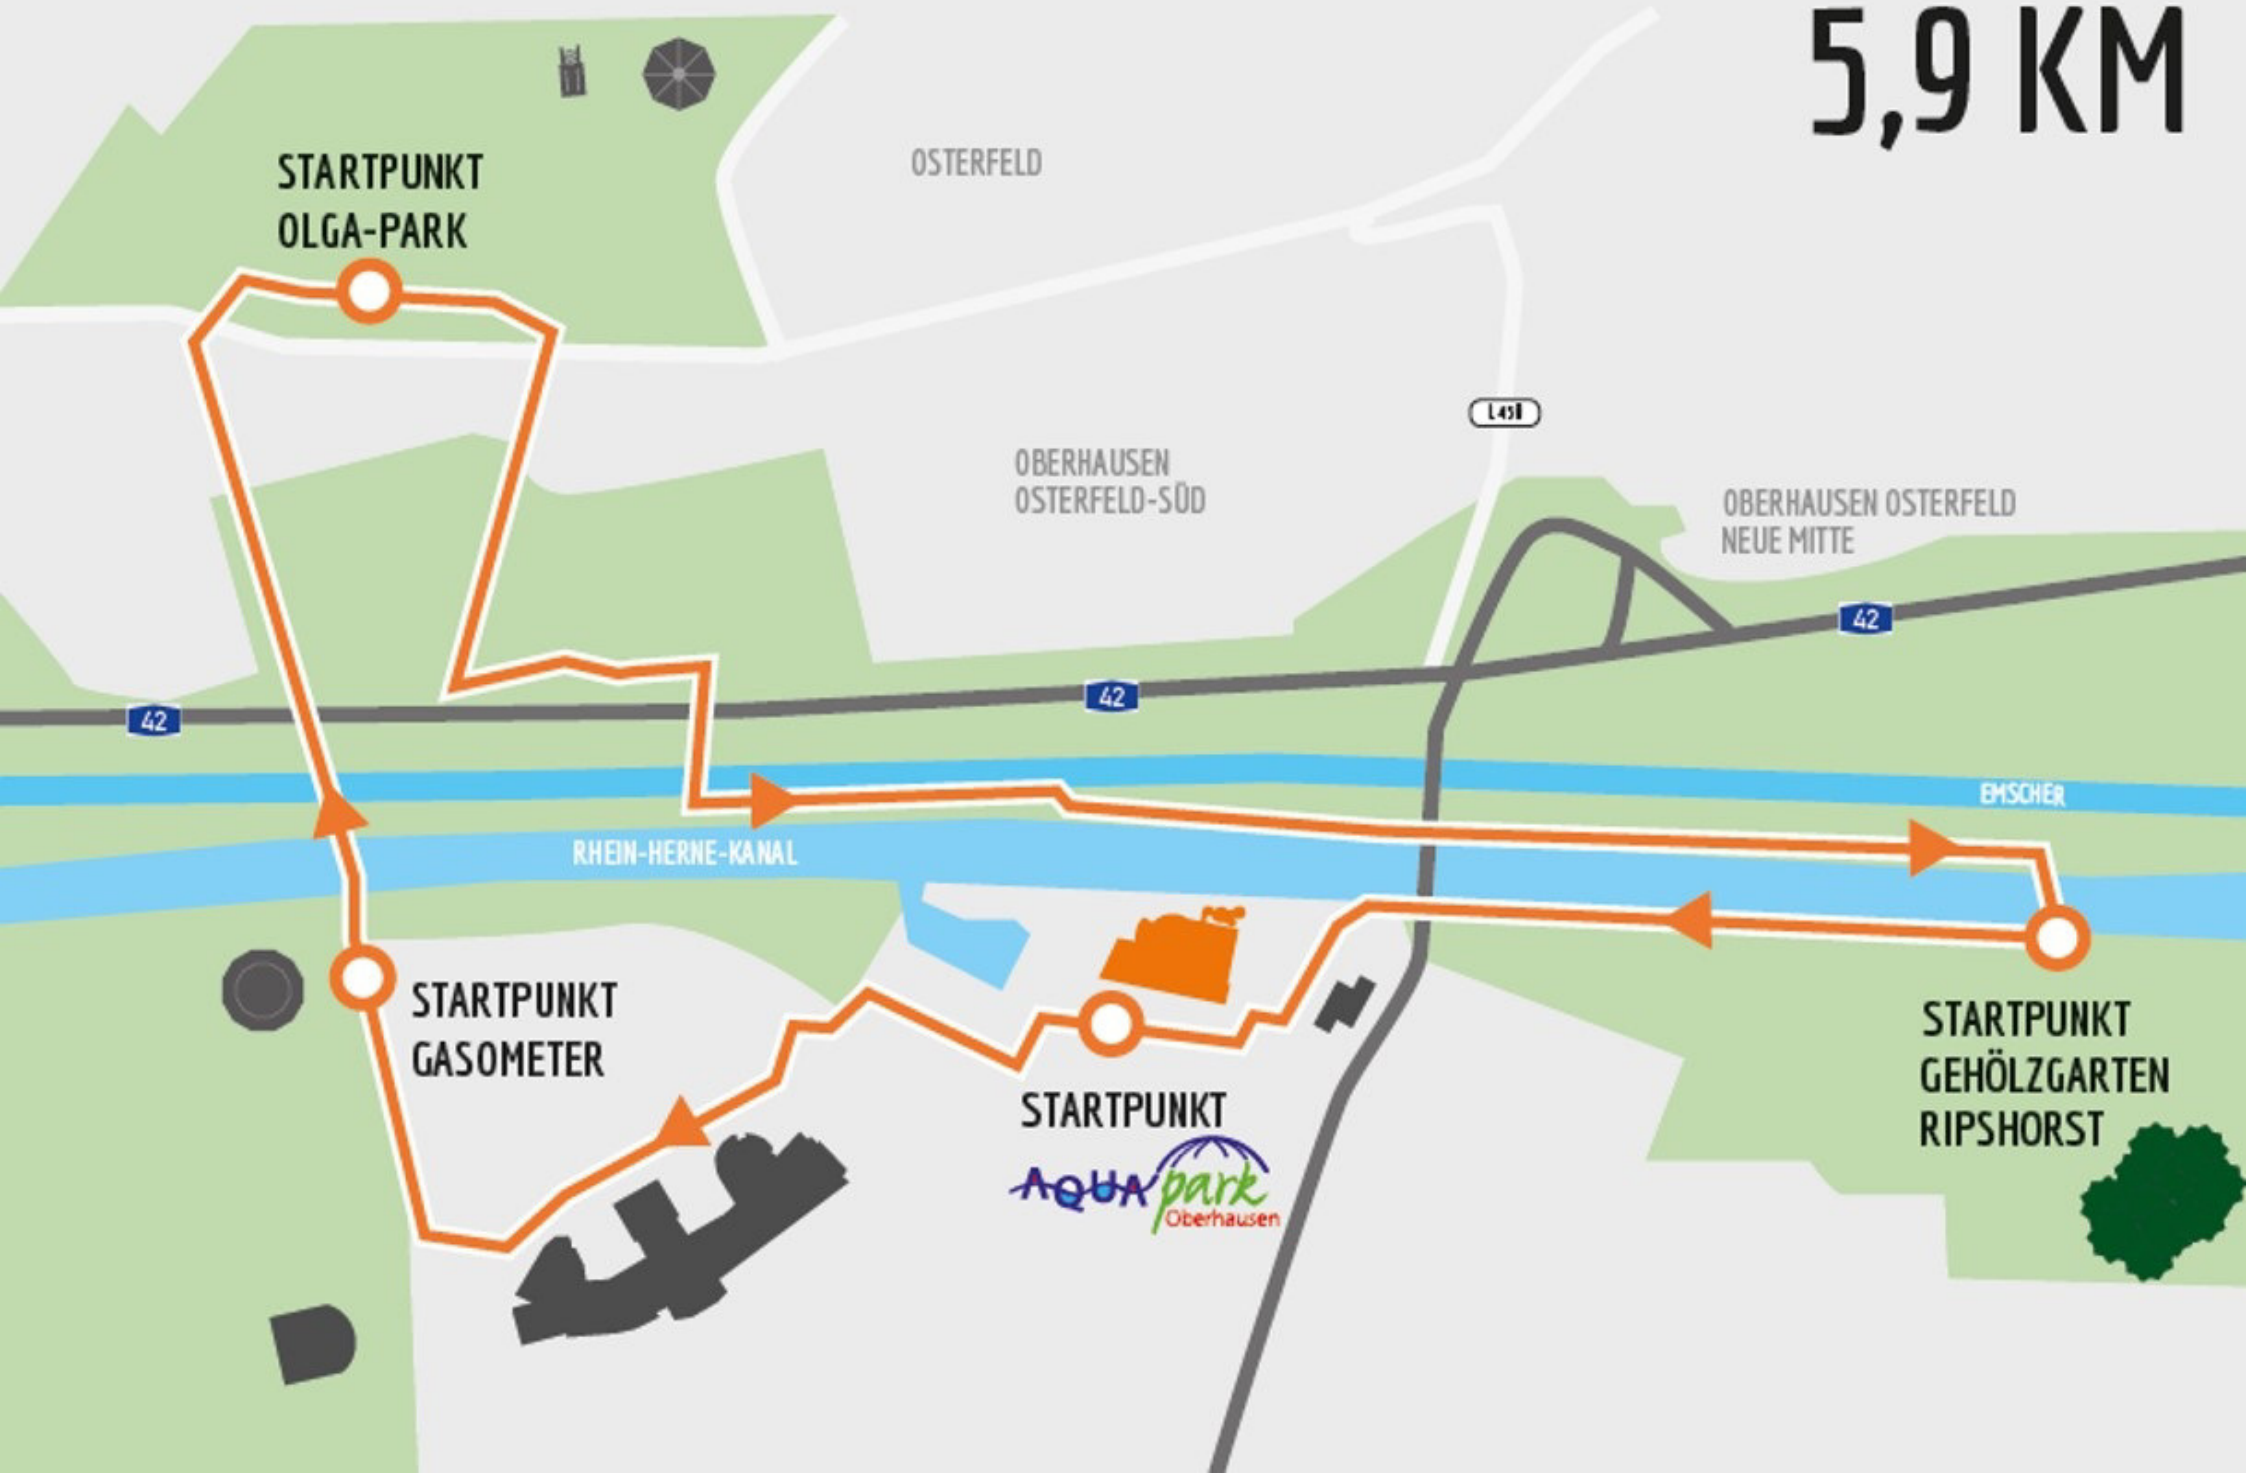 5,9 KM
STARTPUNKT
OLGA-PARK
OSTERFELD
OBERHAUSEN
OSTERFELD-SÜD
OBERHAUSEN OSTERFELD
NEUE MITTE
42
42
42
EMSCHER
RHEIN-HERNE-KANAL
STARTPUNKT
GASOMETER
STARTPUNKT
AQUApark
Oberhausen
STARTPUNKT
GEHÖLZGARTEN
RIPSHORST